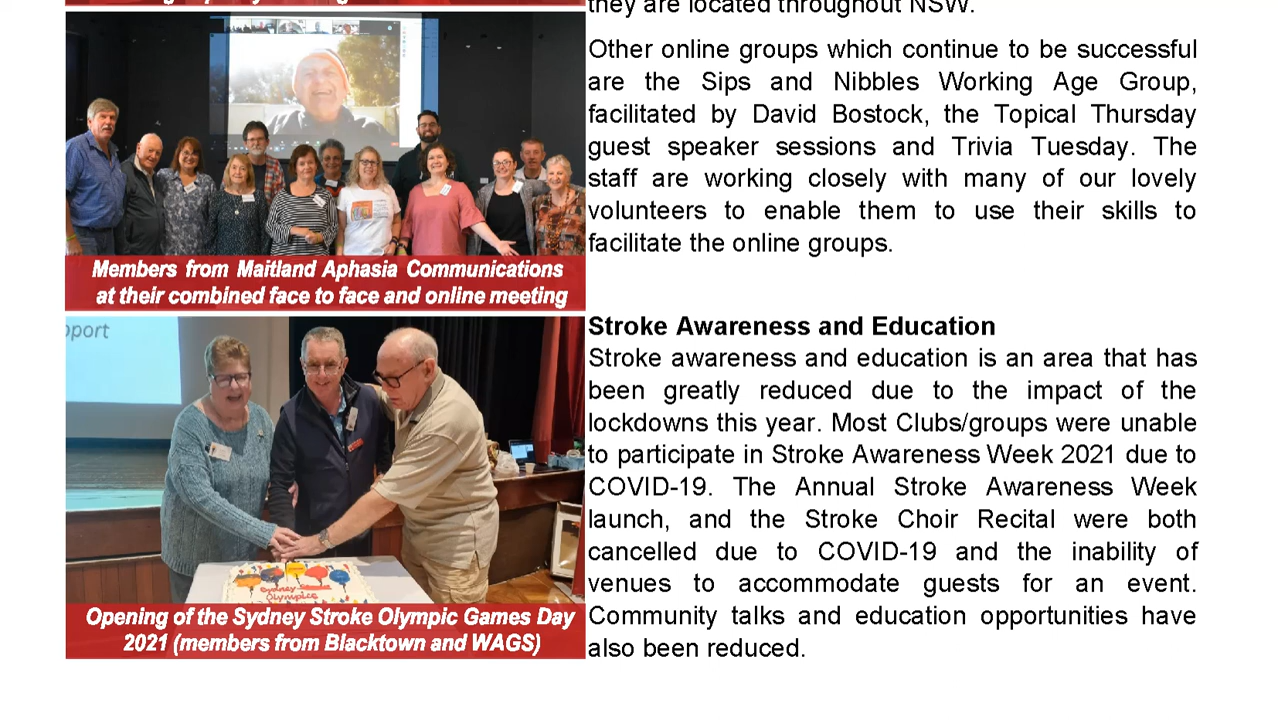 they are located throughout NSW.
Other online groups which continue to be successful
are the Sips and Nibbles Working Age Group,
facilitated by David Bostock, the Topical Thursday
guest speaker sessions and Trivia Tuesday. The
staff are working closely with many of our lovely
volunteers to enable them to use their skills to
facilitate the online groups.
Members from Maitland Aphasia Communications
at their combined face to face and online meeting
pport
Stroke Awareness and Education
Stroke awareness and education is an area that has
been greatly reduced due to the impact of the
lockdowns this year. Most Clubs/groups were unable
to participate in Stroke Awareness Week 2021 due to
COVID-19. The Annual Stroke Awareness Week
launch, and the Stroke Choir Recital were both
cancelled due to COVID-19 and the inability of
venues to accommodate guests for an event.
Community talks and education opportunities have
also been reduced.
Sydney
Olympics
Opening of the Sydney Stroke Olympic Games Day
2021 (members from Blacktown and WAGS)